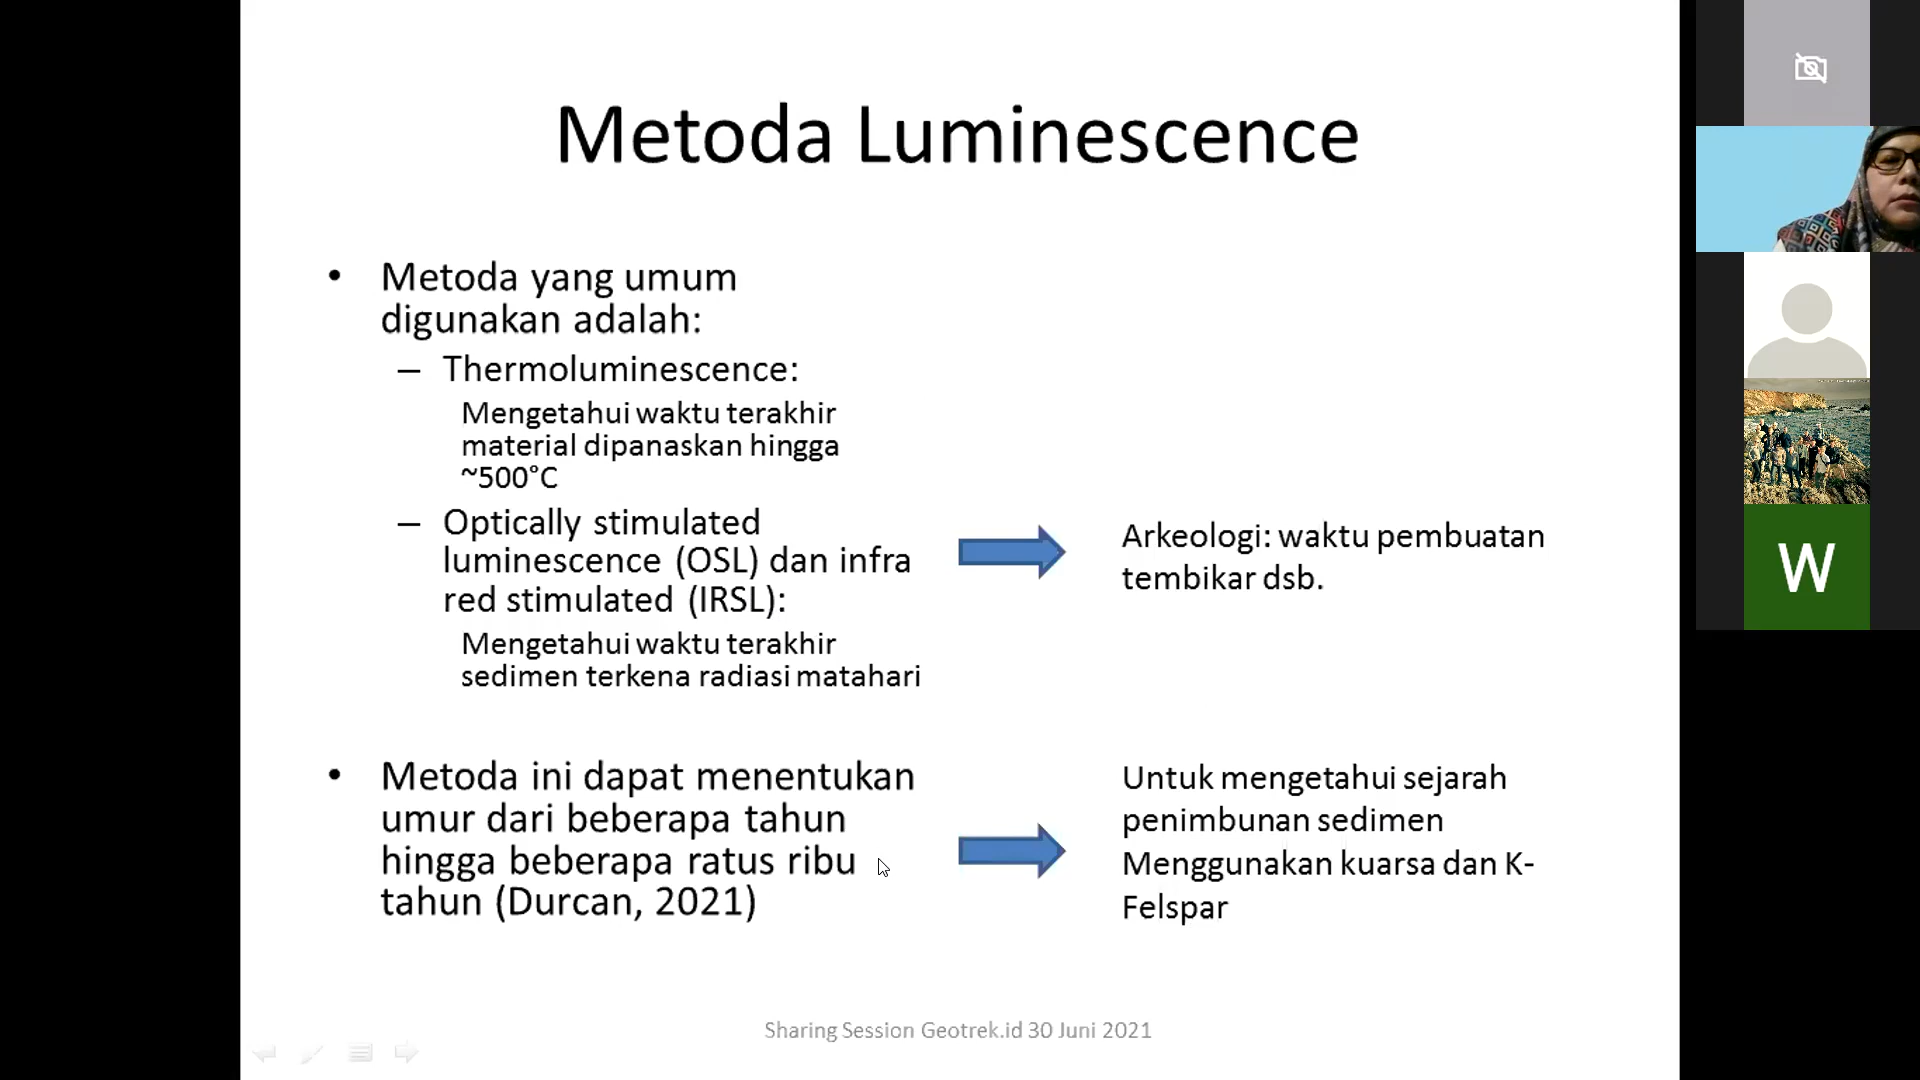 Metoda Luminescence
• Metoda yang umum
digunakan adalah:
– Thermoluminescence:
Mengetahui waktu terakhir
material dipanaskan hingga
~500°C
– Optically stimulated
luminescence (OSL) dan infra
red stimulated (IRSL):
Mengetahui waktu terakhir
sedimen terkena radiasi matahari
Arkeologi: waktu pembuatan
tembikar dsb.
• Metoda ini dapat menentukan
umur dari beberapa tahun
hingga beberapa ratus ribu
tahun (Durcan, 2021)
Untuk mengetahui sejarah
penimbunan sedimen
Menggunakan kuarsa dan K-
Felspar
Sharing Session Geotrek.id 30 Juni 2021
W